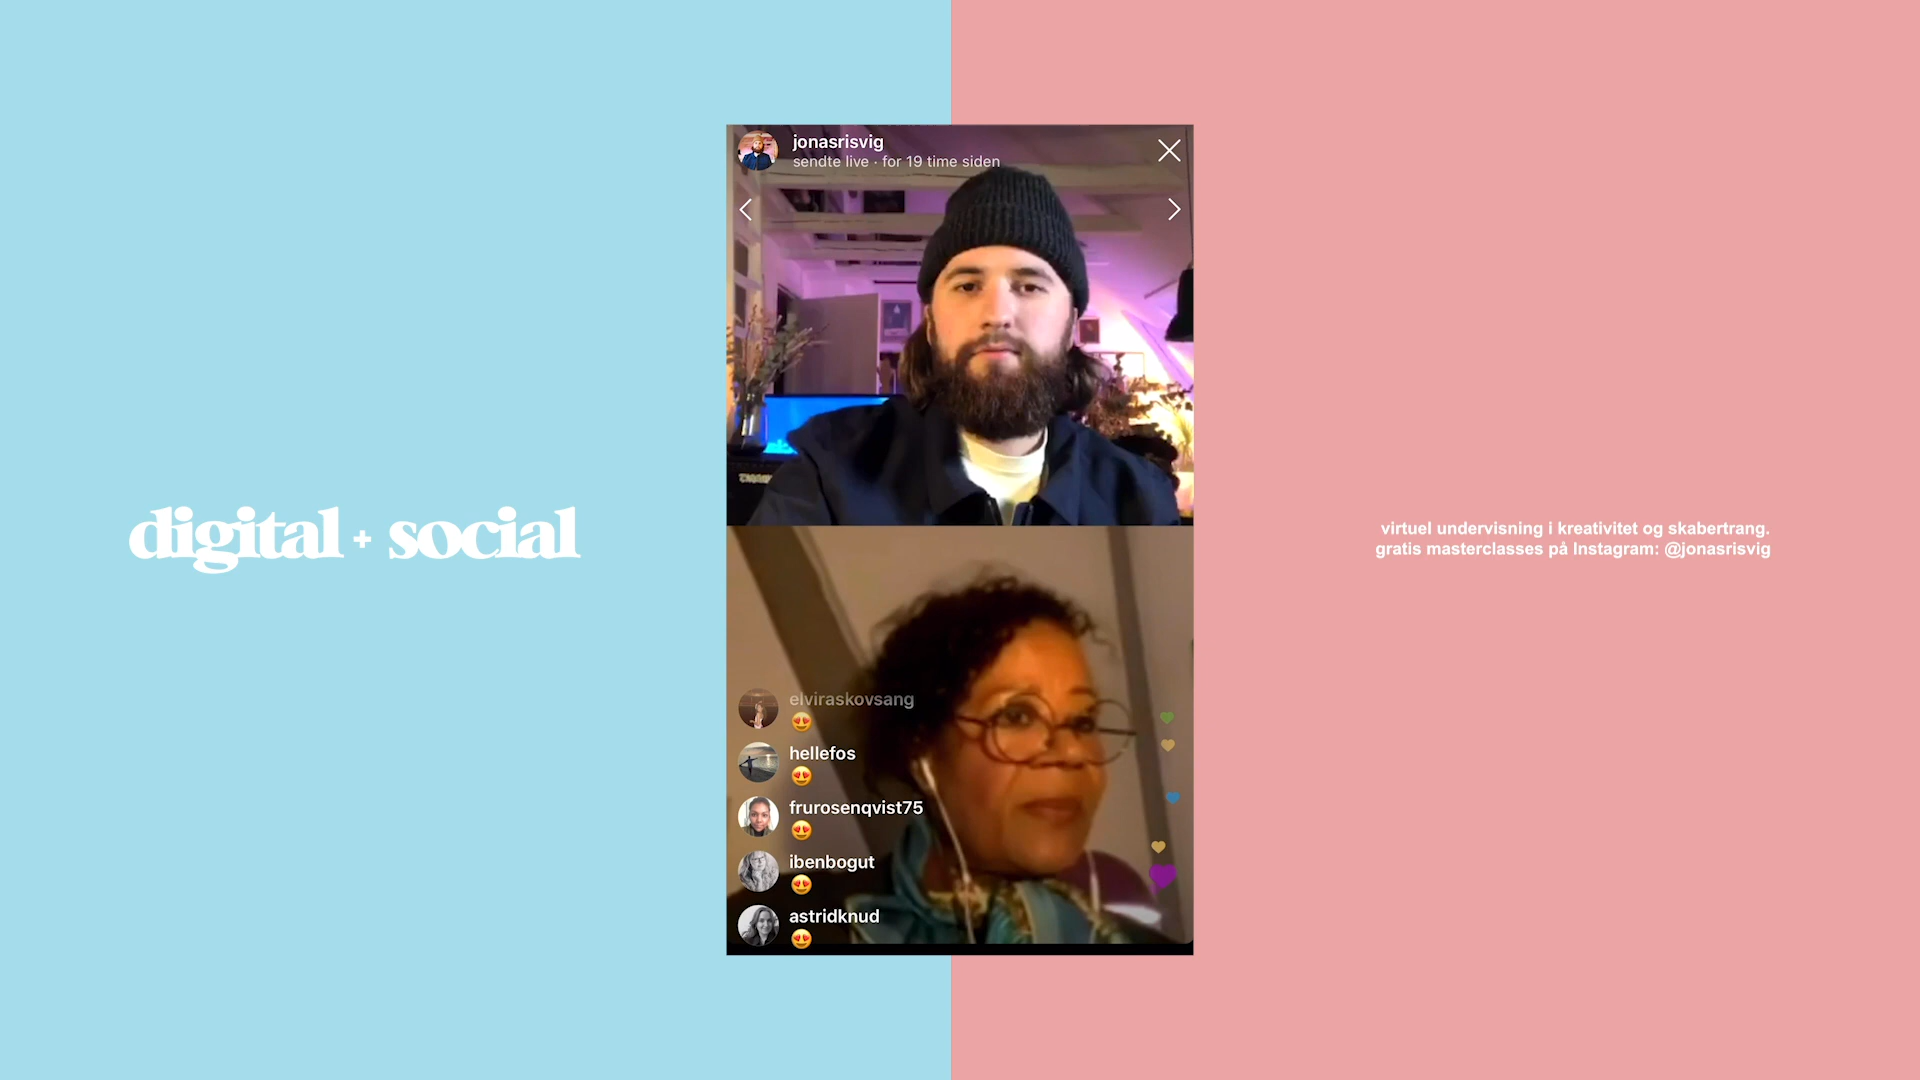 jonasrisvig
sendte live · for 19 time siden
digital + social
virtuel undervisning i kreativitet og skabertrang.
gratis masterclasses på Instagram: @jonasrisvig
elviraskovsang
😍
hellefos
😍
frurosenqvist75
😍
ibenbogut
😍
astridknud
😍